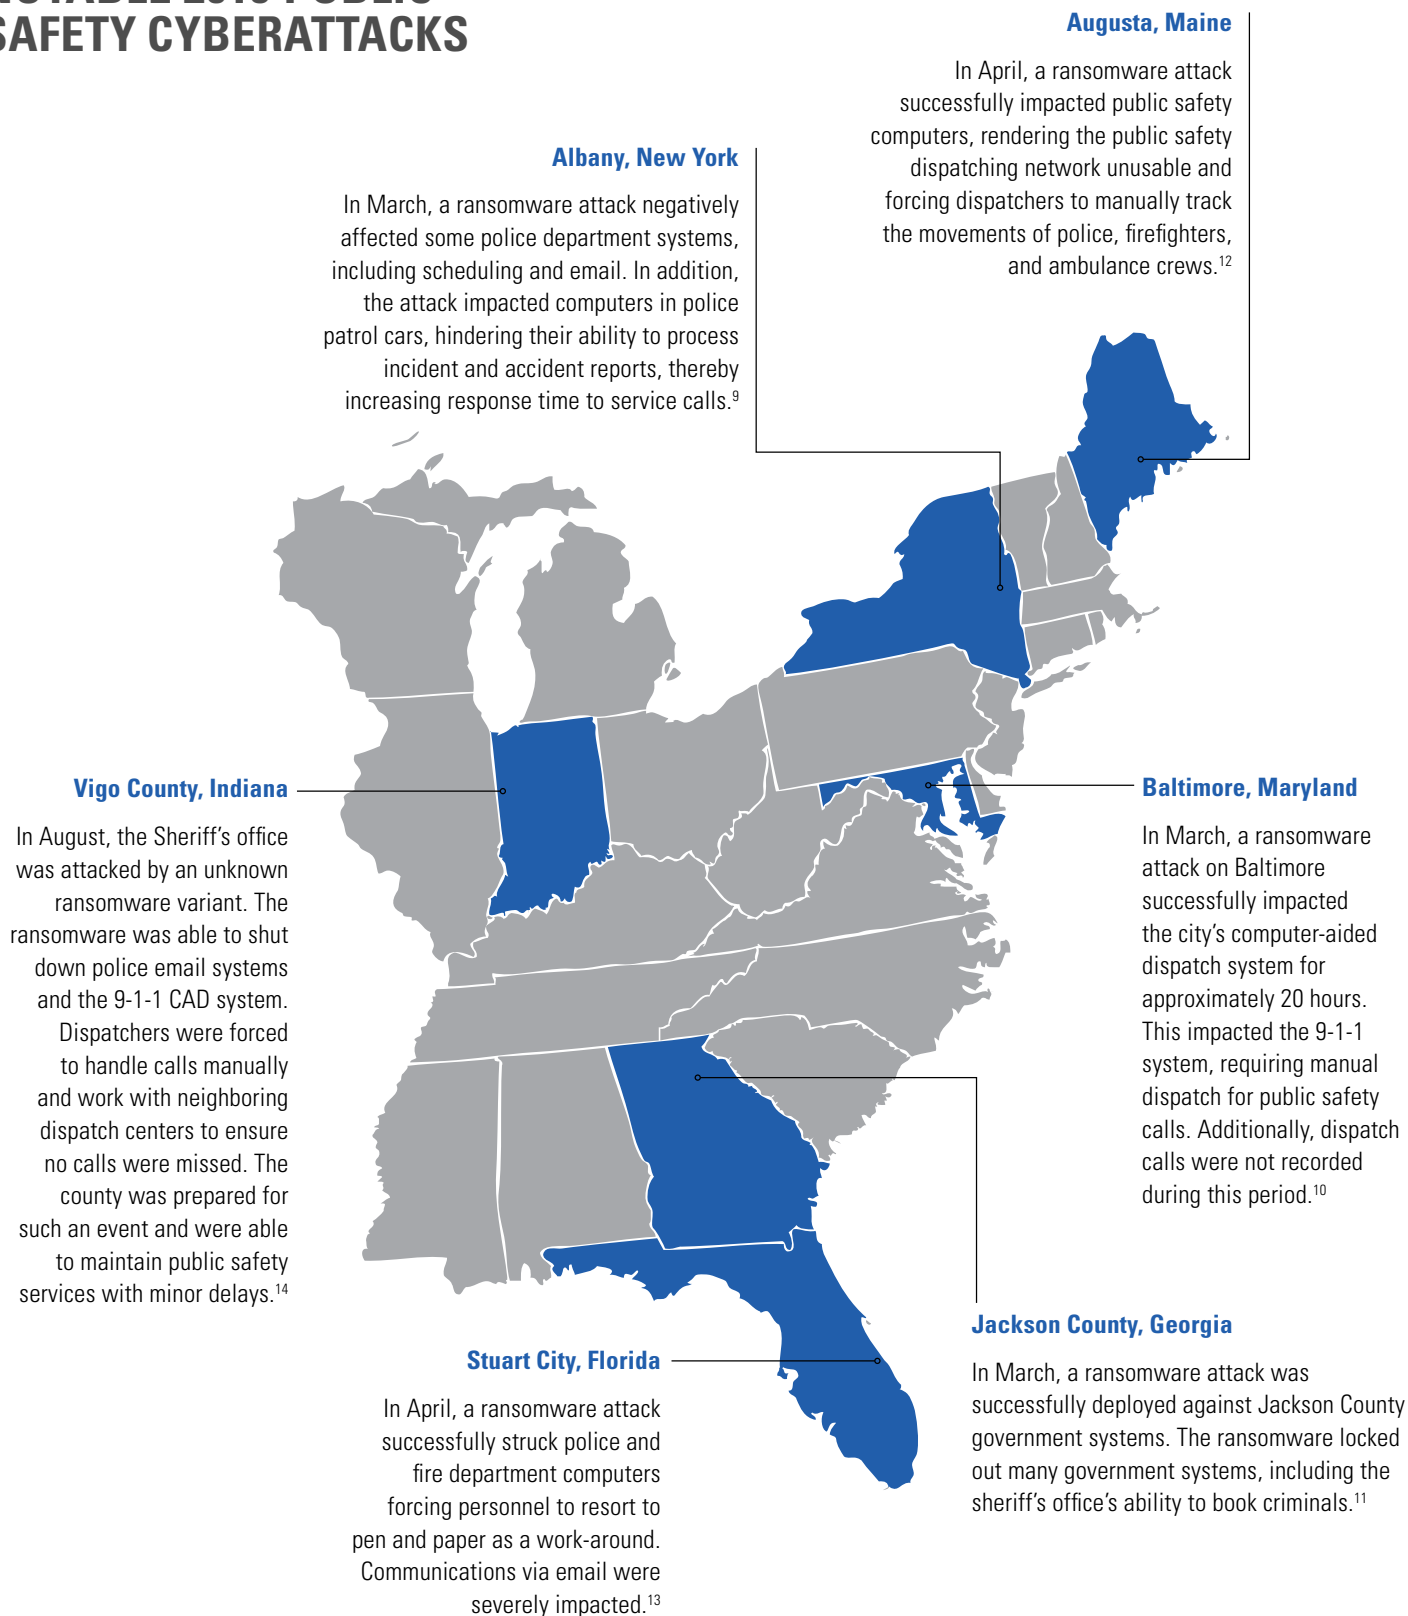 SAFETY CYBERATTACKS
Augusta, Maine
In April, a ransomware attack
successfully impacted public safety
computers, rendering the public safety
dispatching network unusable and
forcing dispatchers to manually track
the movements of police, firefighters,
and ambulance crews.12
Albany, New York
In March, a ransomware attack negatively
affected some police department systems,
including scheduling and email. In addition,
the attack impacted computers in police
patrol cars, hindering their ability to process
incident and accident reports, thereby
increasing response time to service calls.9
Vigo County, Indiana
In August, the Sheriff’s office
was attacked by an unknown
ransomware variant. The
ransomware was able to shut
down police email systems
and the 9-1-1 CAD system.
Dispatchers were forced
to handle calls manually
and work with neighboring
dispatch centers to ensure
no calls were missed. The
county was prepared for
such an event and were able
to maintain public safety
services with minor delays.14
Baltimore, Maryland
In March, a ransomware
attack on Baltimore
successfully impacted
the city’s computer-aided
dispatch system for
approximately 20 hours.
This impacted the 9-1-1
system, requiring manual
dispatch for public safety
calls. Additionally, dispatch
calls were not recorded
during this period.10
Stuart City, Florida
In April, a ransomware attack
successfully struck police and
fire department computers
forcing personnel to resort to
pen and paper as a work-around.
Communications via email were
severely impacted.13
Jackson County, Georgia
In March, a ransomware attack was
successfully deployed against Jackson County
government systems. The ransomware locked
out many government systems, including the
sheriff’s office’s ability to book criminals.11